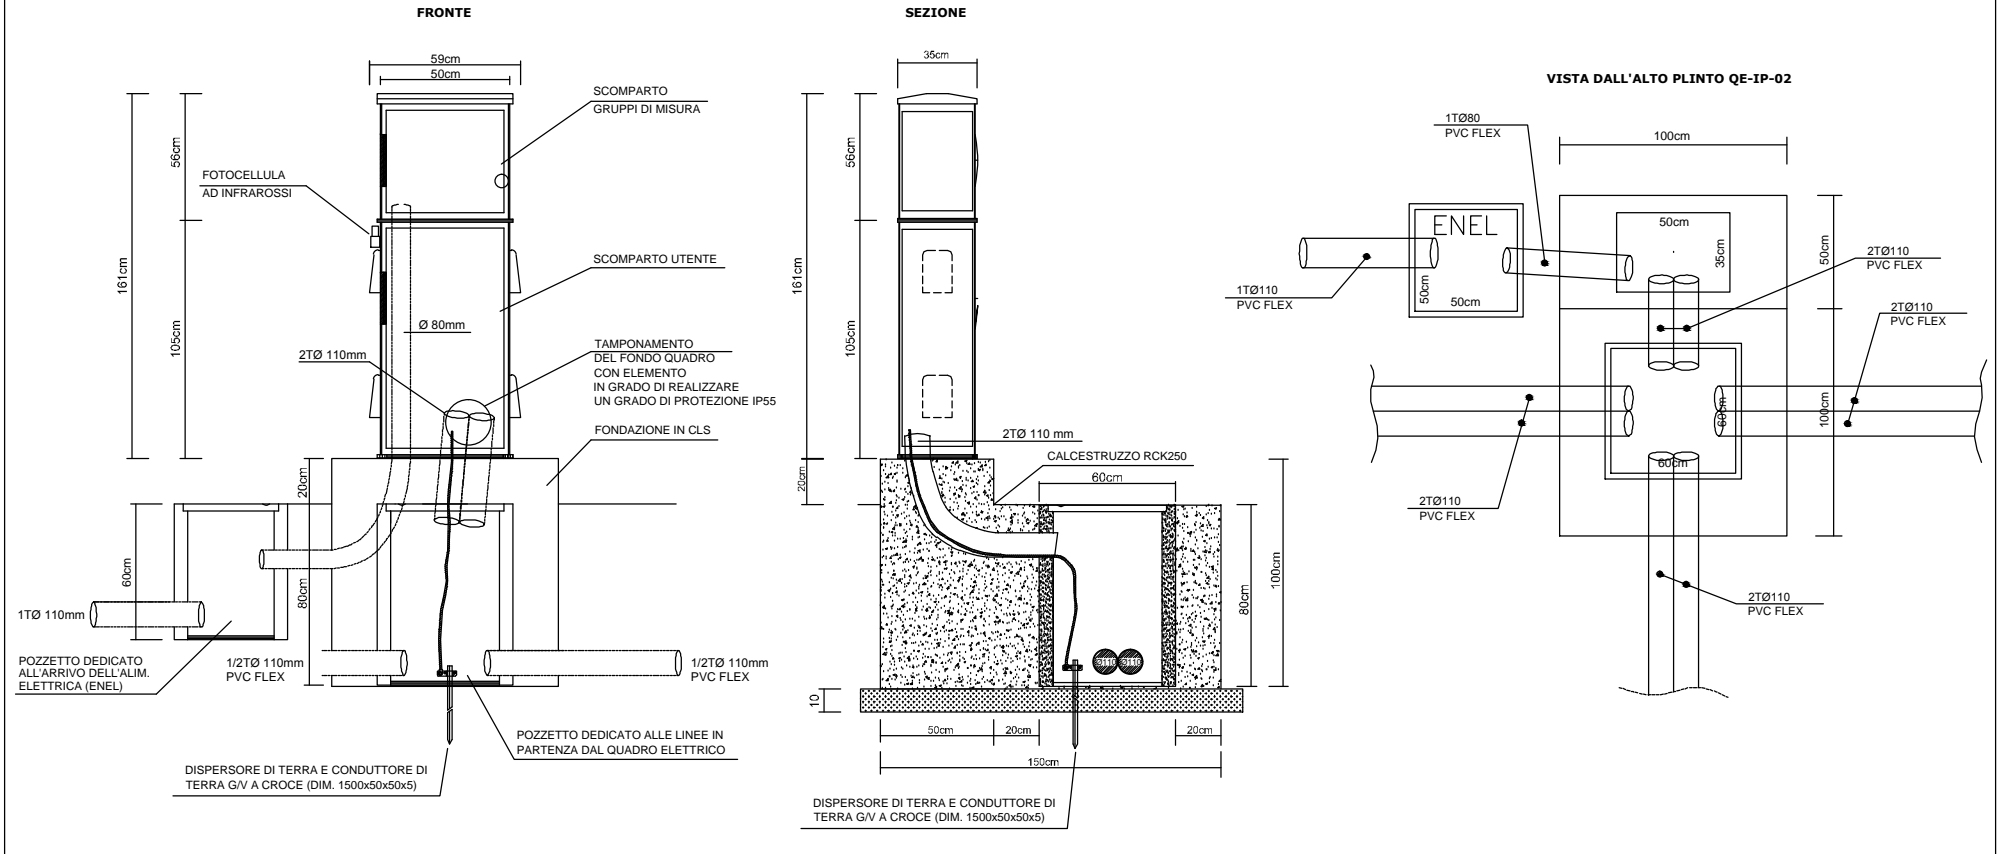 FRONTE
59cm
50cm
SCOMPARTO
GRUPPI DI MISURA
56cm
161cm
FOTOCELLULA
AD INFRAROSSI
SCOMPARTO UTENTE
105cm
Ø 80mm
2TØ 110mm
TAMPONAMENTO
DEL FONDO QUADRO
CON ELEMENTO
IN GRADO DI REALIZZARE
UN GRADO DI PROTEZIONE IP55
FONDAZIONE IN CLS
20cm
60cm
80cm
1TØ 110mm
POZZETTO DEDICATO
ALL'ARRIVO DELL'ALIM.
ELETTRICA (ENEL)
1/2TØ 110mm
PVC FLEX
1/2TØ 110mm
PVC FLEX
POZZETTO DEDICATO ALLE LINEE IN
PARTENZA DAL QUADRO ELETTRICO
DISPERSORE DI TERRA E CONDUTTORE DI
TERRA G/V A CROCE (DIM. 1500x50x50x5)
SEZIONE
35cm
56cm
161cm
105cm
2TØ 110 mm
CALCESTRUZZO RCK250
20cm
60cm
80cm
100cm
Ø110
Ø110
10
50cm
20cm
20cm
150cm
DISPERSORE DI TERRA E CONDUTTORE DI
TERRA G/V A CROCE (DIM. 1500x50x50x5)
VISTA DALL'ALTO PLINTO QE-IP-02
1TØ80
PVC FLEX
100cm
ENEL
50cm
50cm
1TØ110
PVC FLEX
50cm
35cm
50cm
2TØ110
PVC FLEX
2TØ110
PVC FLEX
60cm
60cm
100cm
2TØ110
PVC FLEX
2TØ110
PVC FLEX